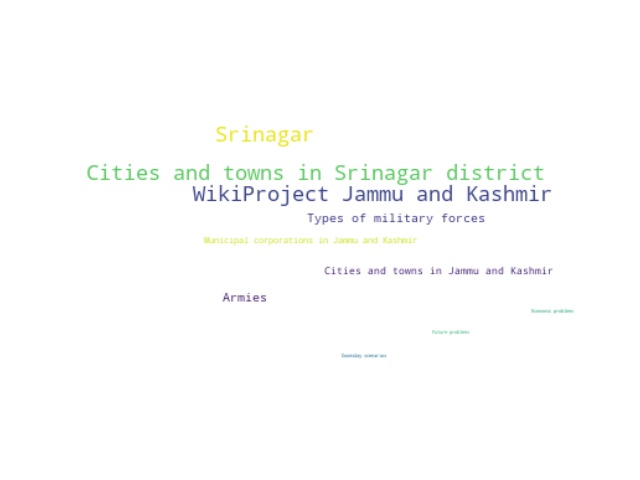 Srinagar
Cities and towns in Srinagar district
WikiProject Jammu and Kashmir
Types of military forces
Municipal corporations in Jammu and Kashmir
Cities and towns in Jammu and Kashmir
Armies
problems
Future problems
Doomsday scenarios